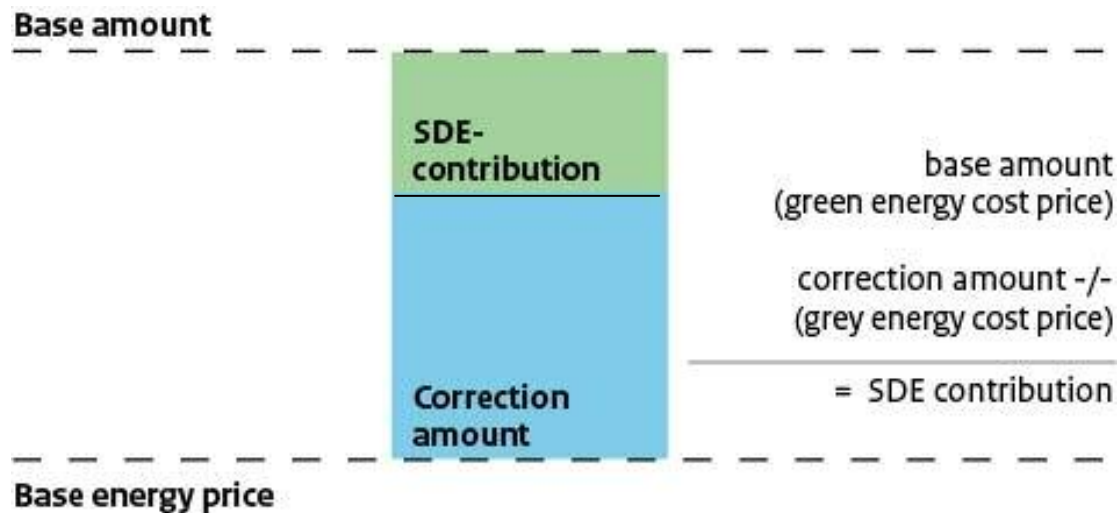 Base amount
SDE-
contribution
base amount
(green energy cost price)
correction amount -/-
(grey energy cost price)
= SDE contribution
Correction
amount
Base energy price